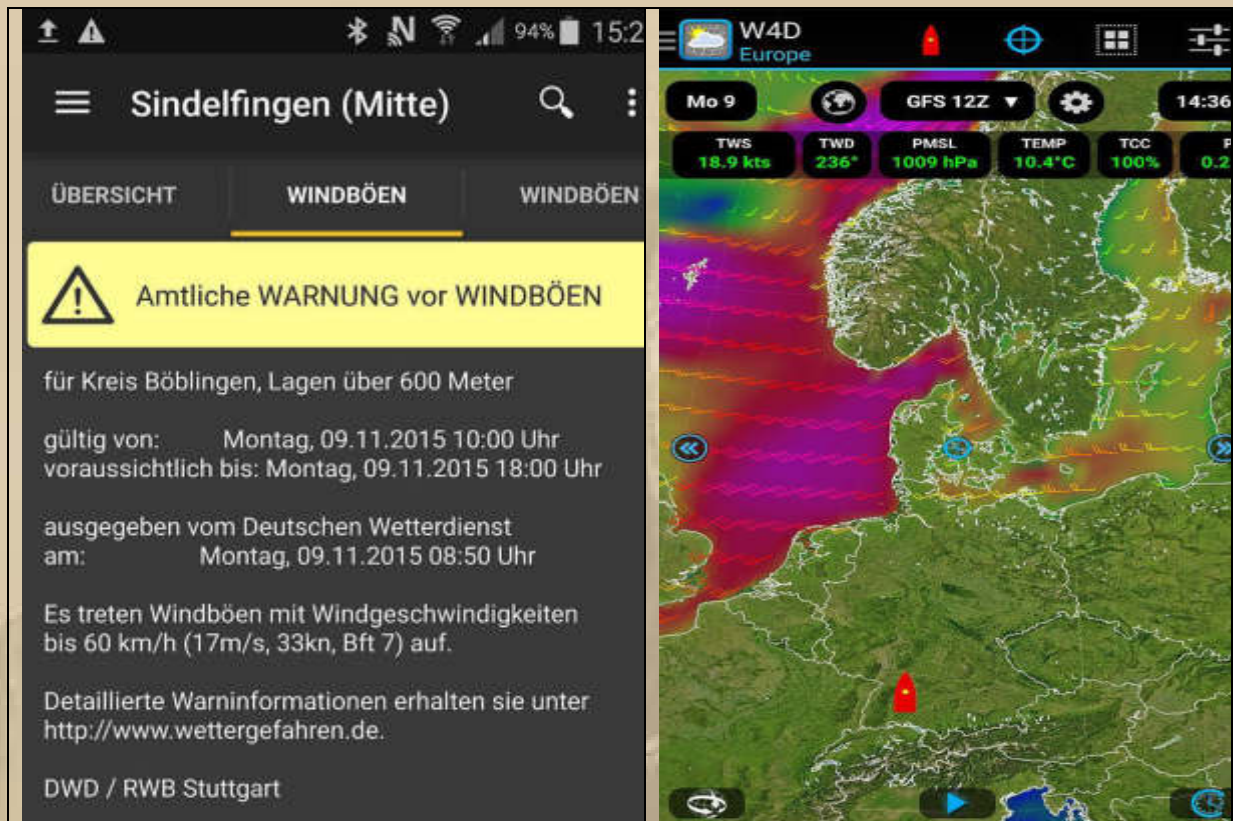 94% 15:2
Sindelfingen (Mitte)
ÜBERSICHT WINDBÖEN WINDBÖEN
Amtliche WARNUNG vor WINDBÖEN
für Kreis Böblingen, Lagen über 600 Meter
gültig von: Montag, 09.11.2015 10:00 Uhr
voraussichtlich bis: Montag, 09.11.2015 18:00 Uhr
ausgegeben vom Deutschen Wetterdienst
am: Montag, 09.11.2015 08:50 Uhr
Es treten Windböen mit Windgeschwindigkeiten
bis 60 km/h (17m/s, 33kn, Bft 7) auf.
Detaillierte Warninformationen erhalten sie unter
http://www.wettergefahren.de.
DWD / RWB Stuttgart
W4D
Europe
Mo 9 GFS 12Z 14:36
TWS TWD PMSL TEMP TCC
18.9 kts 236° 1009 hPa 10.4°C 100% 0.2